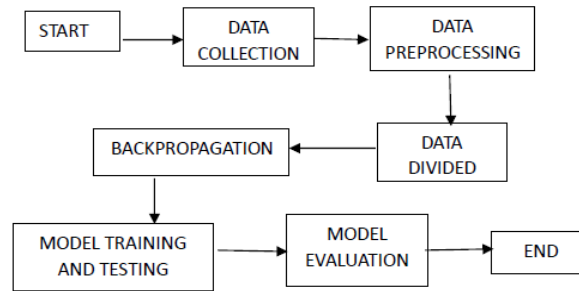 START
DATA
COLLECTION
DATA
PREPROCESSING
BACKPROPAGATION
DATA
DIVIDED
MODEL TRAINING
AND TESTING
MODEL
EVALUATION
END